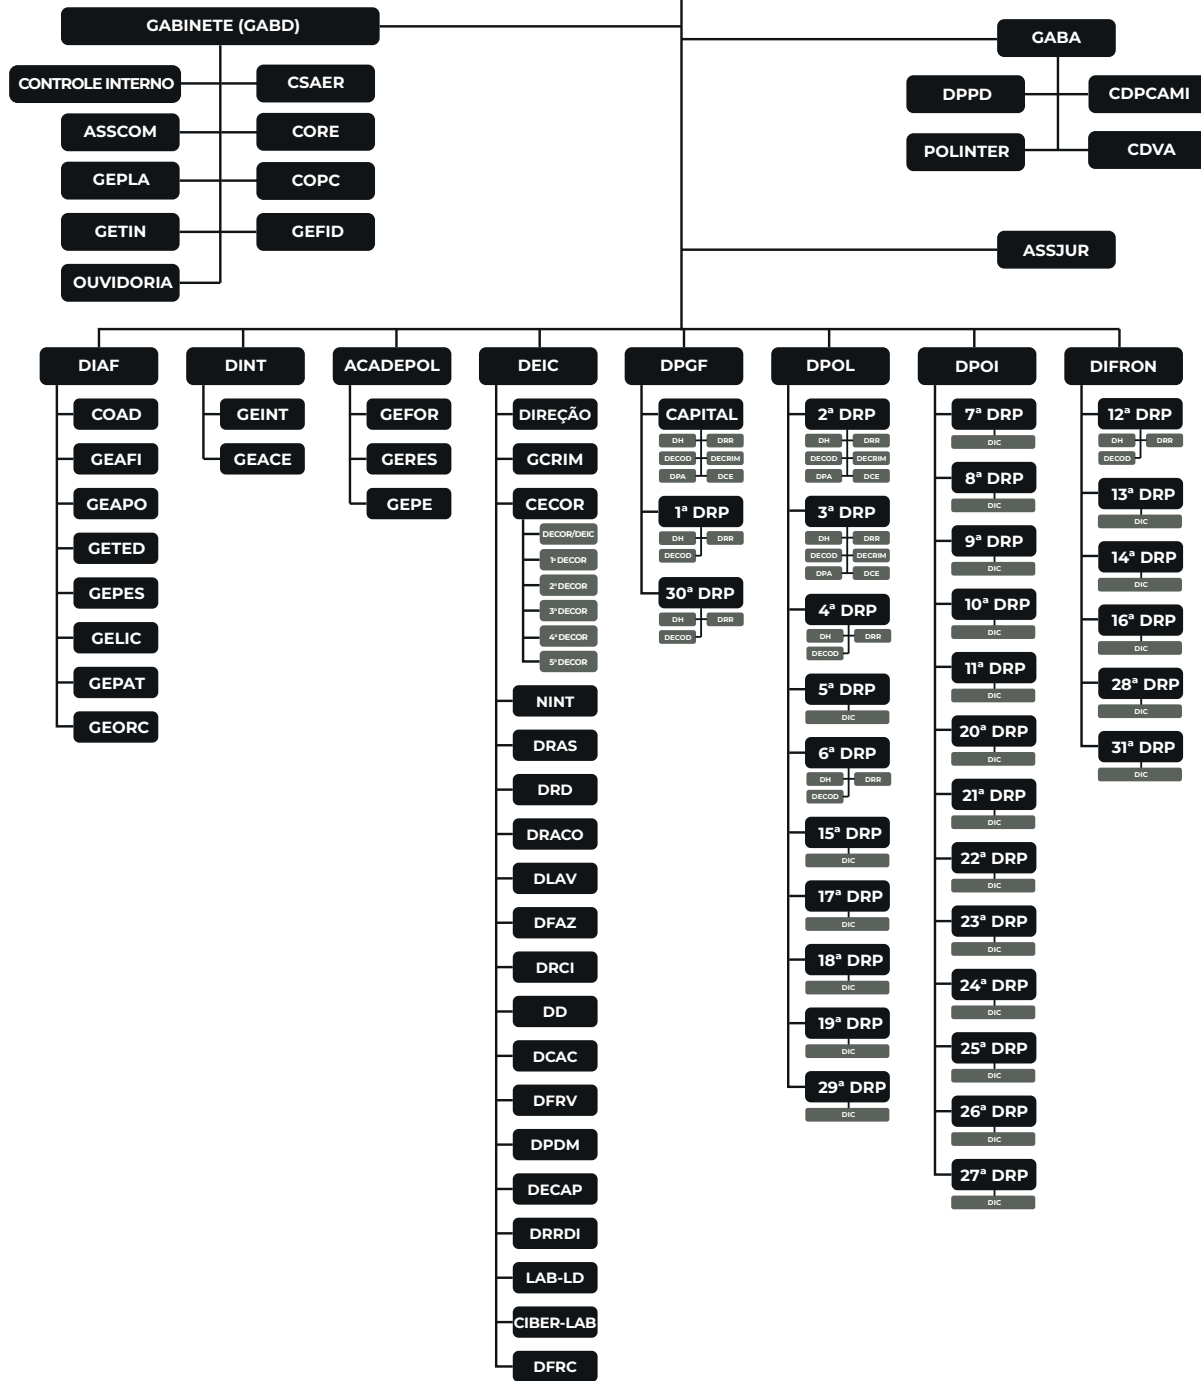 GABINETE (GABD)
CONTROLE INTERNO
CSAER
ASSCOM
CORE
GEPLA
COPC
GETIN
GEFID
OUVIDORIA
GABA
DPPD
CDPCAMI
POLINTER
CDVA
ASSJUR
DIAF
COAD
GEAFI
GEAPO
GETED
GEPES
GELIC
GEPAT
GEORC
DINT
GEINT
GEACE
ACADEPOL
GEFOR
GERES
GEPE
DEIC
DIREÇÃO
GCRIM
CECOR
DECOR/DEIC
1ª DECOR
2ª DECOR
3ª DECOR
4ª DECOR
5ª DECOR
NINT
DRAS
DRD
DRACO
DLAV
DFAZ
DRCI
DD
DCAC
DFRV
DPDM
DECAP
DRRDI
LAB-LD
CIBER-LAB
DFRC
DPGF
CAPITAL
DH DRR
DECOD DECRIM
DPA DCE
1ª DRP
DH DRR
DECOD
30ª DRP
DH DRR
DECOD
DPOL
2ª DRP
DH DRR
DECOD DECRIM
DPA DCE
3ª DRP
DH DRR
DECOD DECRIM
DPA DCE
4ª DRP
DH DRR
DECOD
5ª DRP
DIC
6ª DRP
DH DRR
DECOD
15ª DRP
DIC
17ª DRP
DIC
18ª DRP
DIC
19ª DRP
DIC
29ª DRP
DIC
DPOI
7ª DRP
DIC
8ª DRP
DIC
9ª DRP
DIC
10ª DRP
DIC
11ª DRP
DIC
20ª DRP
DIC
21ª DRP
DIC
22ª DRP
DIC
23ª DRP
DIC
24ª DRP
DIC
25ª DRP
DIC
26ª DRP
DIC
27ª DRP
DIC
DIFRON
12ª DRP
DH DRR
DECOD
13ª DRP
DIC
14ª DRP
DIC
16ª DRP
DIC
28ª DRP
DIC
31ª DRP
DIC